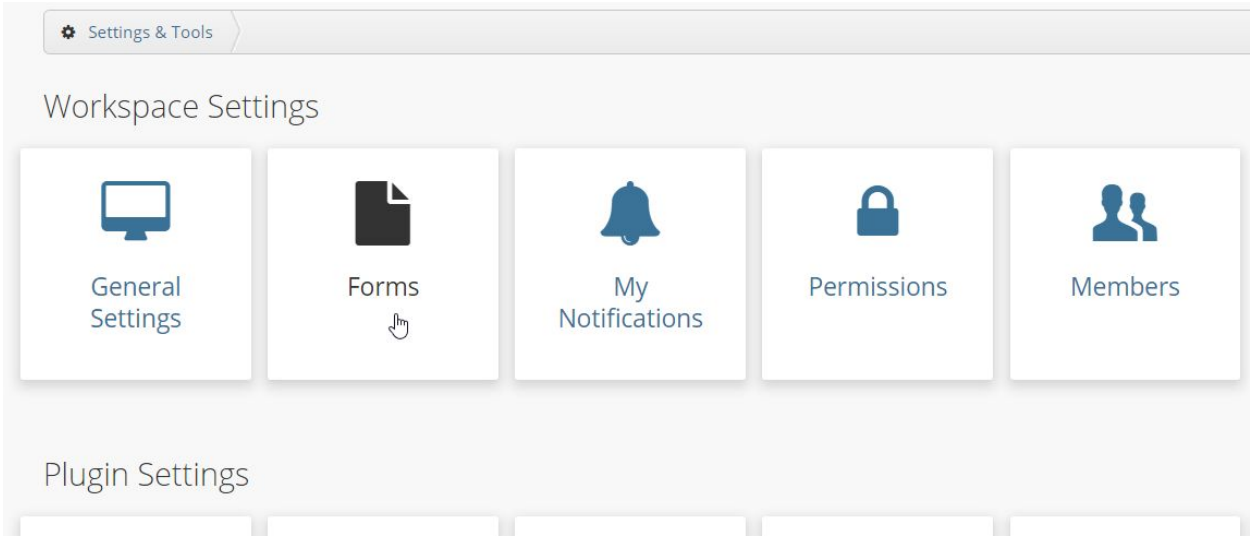 Settings & Tools
Workspace Settings
General
Settings
Forms
My
Notifications
Permissions
Members
Plugin Settings